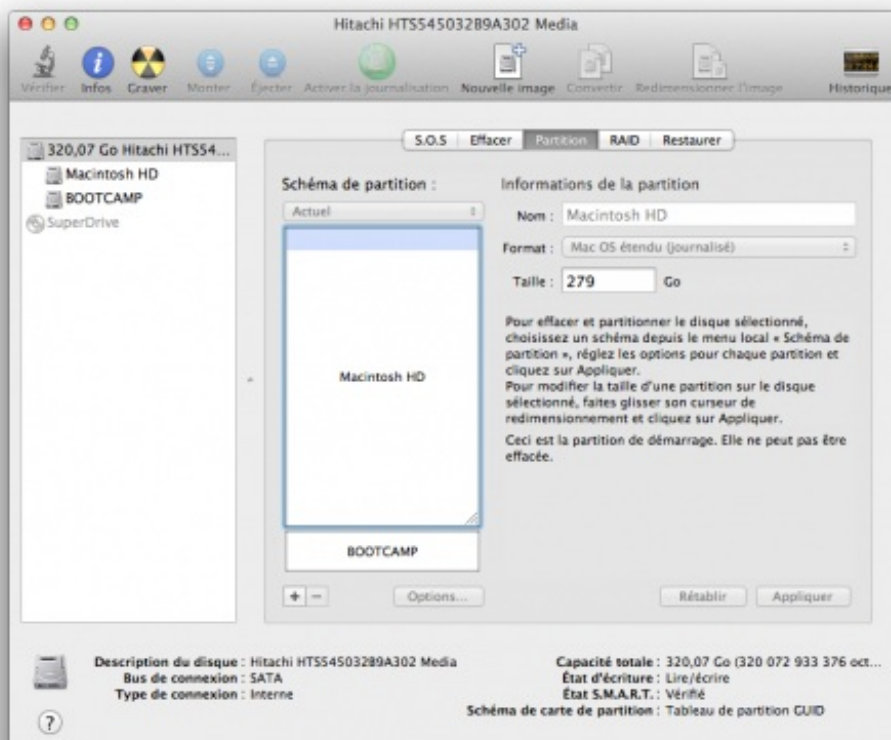 Hitachi HTS545032B9A302 Media
Vérifier Infos Graver Monter Éjecter Activer la journalisation Nouvelle image Convertir Redimensionner l'image Historique
320,07 Go Hitachi HTS54...
Macintosh HD
BOOTCAMP
SuperDrive
S.O.S Effacer Partition RAID Restaurer
Schéma de partition :
Actuel
Macintosh HD
BOOTCAMP
+ −
Options...
Informations de la partition
Nom : Macintosh HD
Format : Mac OS étendu (journalisé)
Taille : 279 Go
Pour effacer et partitionner le disque sélectionné,
choisissez un schéma depuis le menu local « Schéma de
partition », réglez les options pour chaque partition et
cliquez sur Appliquer.
Pour modifier la taille d'une partition sur le disque
sélectionné, faites glisser son curseur de
redimensionnement et cliquez sur Appliquer.
Ceci est la partition de démarrage. Elle ne peut pas être
effacée.
Rétablir Appliquer
Description du disque : Hitachi HTS545032B9A302 Media
Bus de connexion : SATA
Type de connexion : Interne
Capacité totale : 320,07 Go (320 072 933 376 oct...
État d'écriture : Lire/écrire
État S.M.A.R.T. : Vérifié
Schéma de carte de partition : Tableau de partition GUID
?